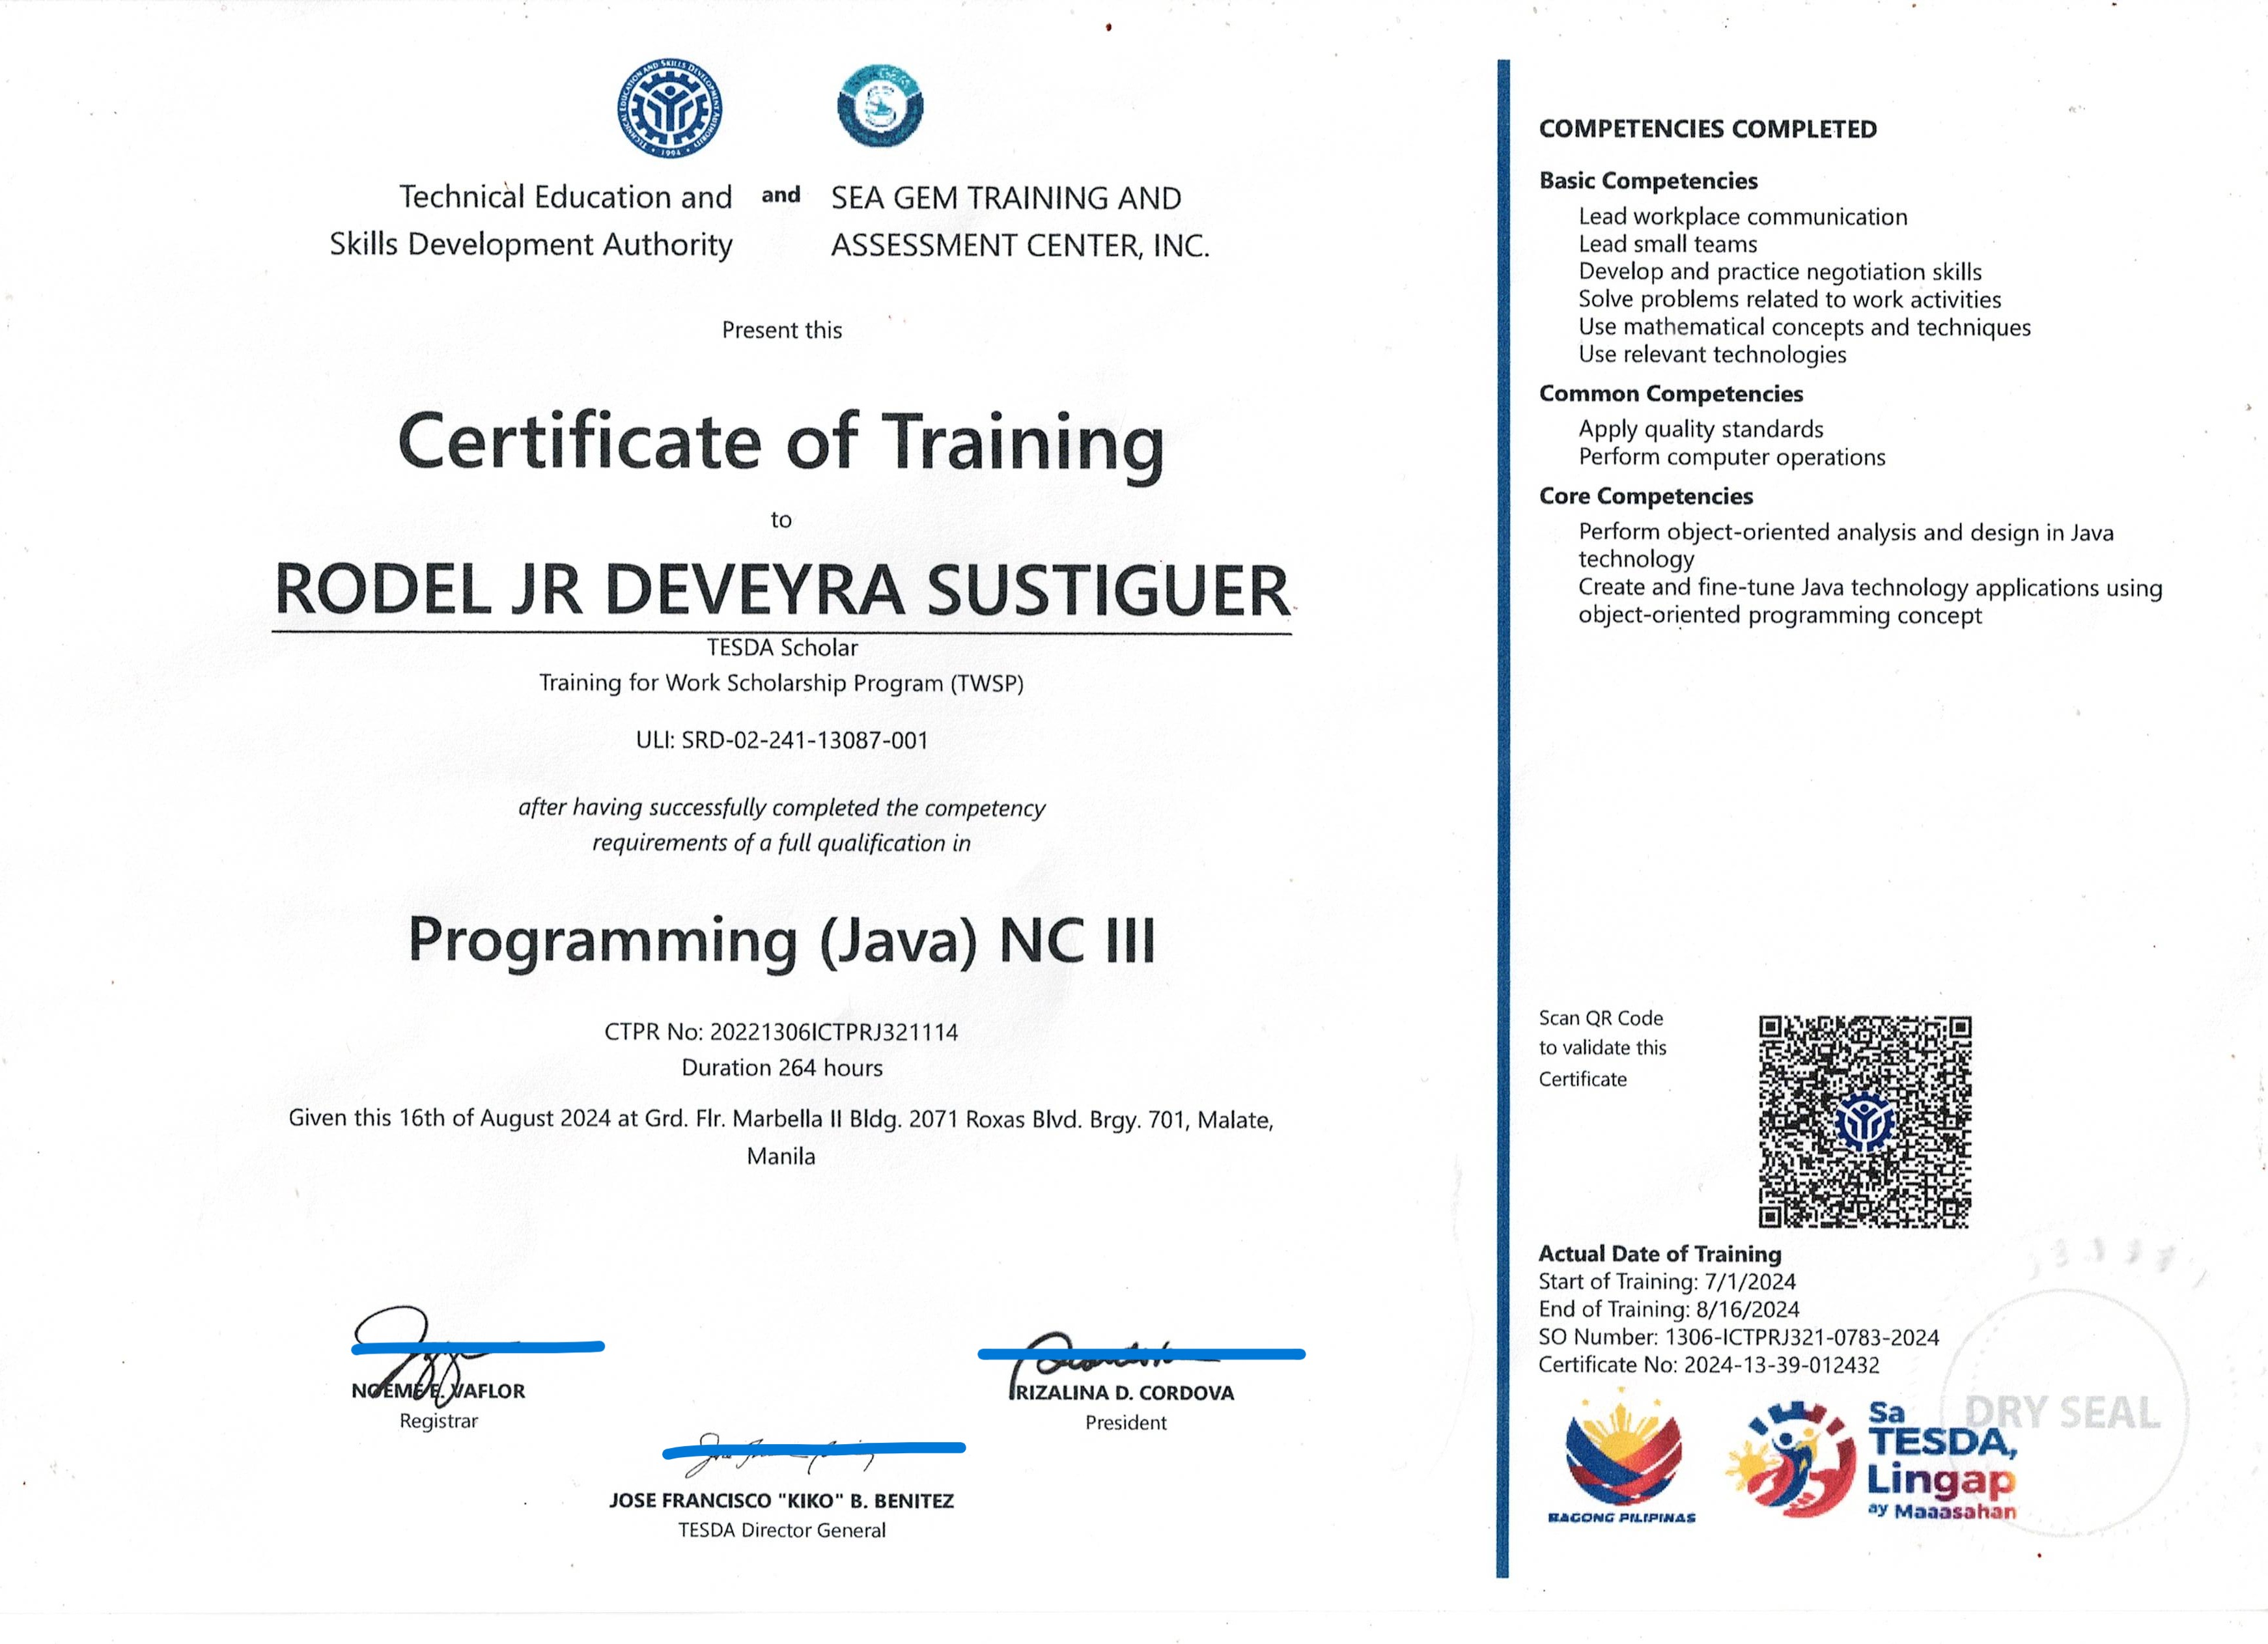 TECHNICAL EDUCATION AND SKILLS DEVELOPMENT AUTHORITY
• 1994 •
Technical Education and
Skills Development Authority
and
SEA GEM TRAINING AND
ASSESSMENT CENTER, INC.
Present this
Certificate of Training
to
RODEL JR DEVEYRA SUSTIGUER
TESDA Scholar
Training for Work Scholarship Program (TWSP)
ULI: SRD-02-241-13087-001
after having successfully completed the competency
requirements of a full qualification in
Programming (Java) NC III
CTPR No: 20221306ICTPRJ321114
Duration 264 hours
Given this 16th of August 2024 at Grd. Flr. Marbella II Bldg. 2071 Roxas Blvd. Brgy. 701, Malate,
Manila
NOEME E. VAFLOR
Registrar
RIZALINA D. CORDOVA
President
JOSE FRANCISCO "KIKO" B. BENITEZ
TESDA Director General
COMPETENCIES COMPLETED
Basic Competencies
Lead workplace communication
Lead small teams
Develop and practice negotiation skills
Solve problems related to work activities
Use mathematical concepts and techniques
Use relevant technologies
Common Competencies
Apply quality standards
Perform computer operations
Core Competencies
Perform object-oriented analysis and design in Java
technology
Create and fine-tune Java technology applications using
object-oriented programming concept
Scan QR Code
to validate this
Certificate
Actual Date of Training
Start of Training: 7/1/2024
End of Training: 8/16/2024
SO Number: 1306-ICTPRJ321-0783-2024
Certificate No: 2024-13-39-012432
DRY SEAL
BAGONG PILIPINAS
Sa
TESDA,
Lingap
ay Maaasahan